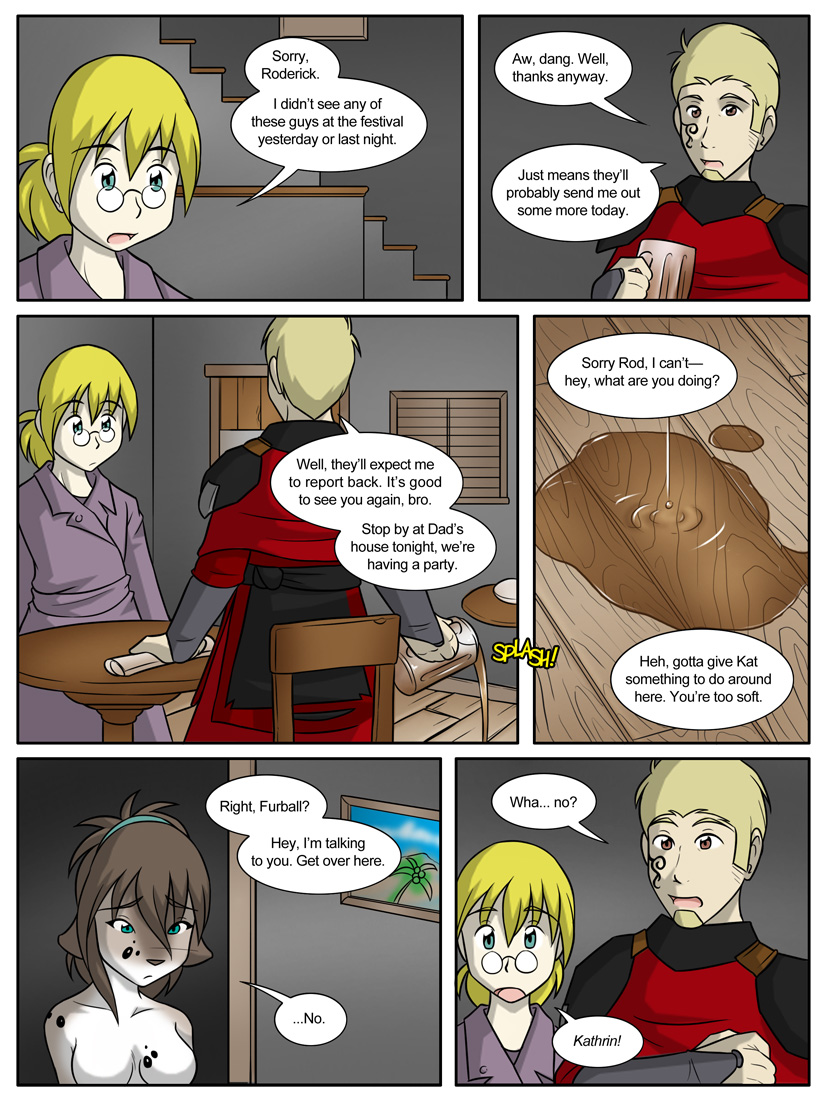 Sorry,
Roderick.
I didn't see any of
these guys at the festival
yesterday or last night.
Aw, dang. Well,
thanks anyway.
Just means they'll
probably send me out
some more today.
Well, they'll expect me
to report back. It's good
to see you again, bro.
Stop by at Dad's
house tonight, we're
having a party.
SPLASH!
Sorry Rod, I can't—
hey, what are you doing?
Heh, gotta give Kat
something to do around
here. You're too soft.
Right, Furball?
Hey, I'm talking
to you. Get over here.
...No.
Wha... no?
Kathrin!